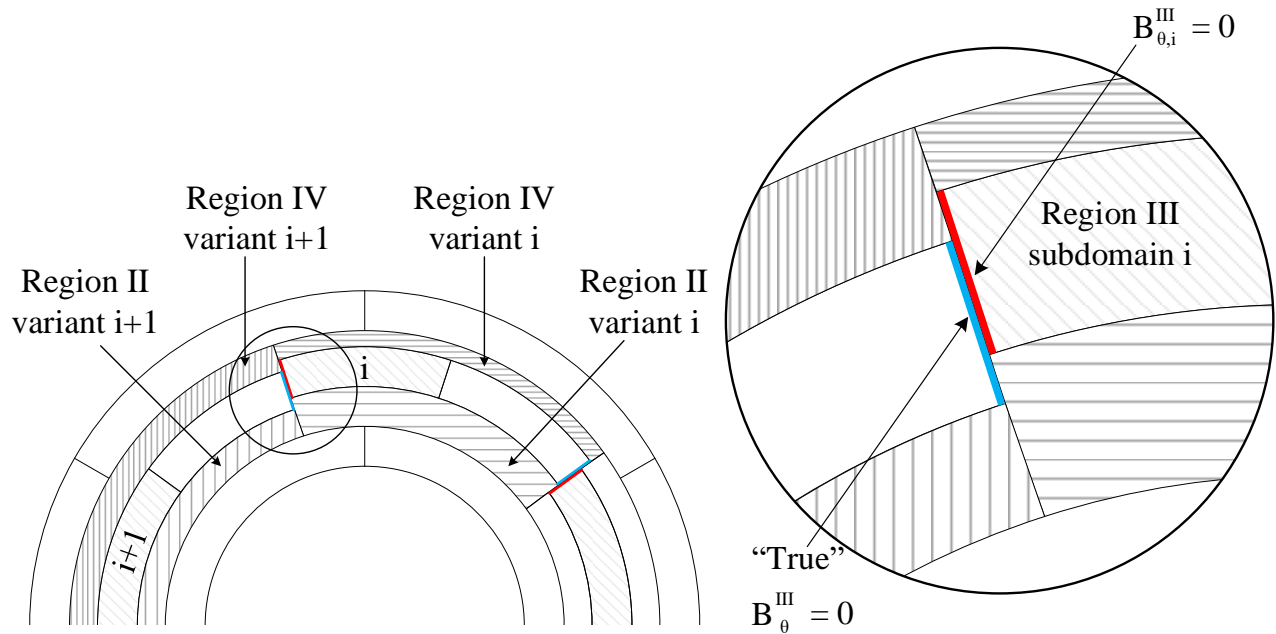 Region IV
variant i+1
Region IV
variant i
Region II
variant i+1
Region II
variant i
i
i+1
B^III_θ,i = 0
Region III
subdomain i
“True”
B^III_θ = 0